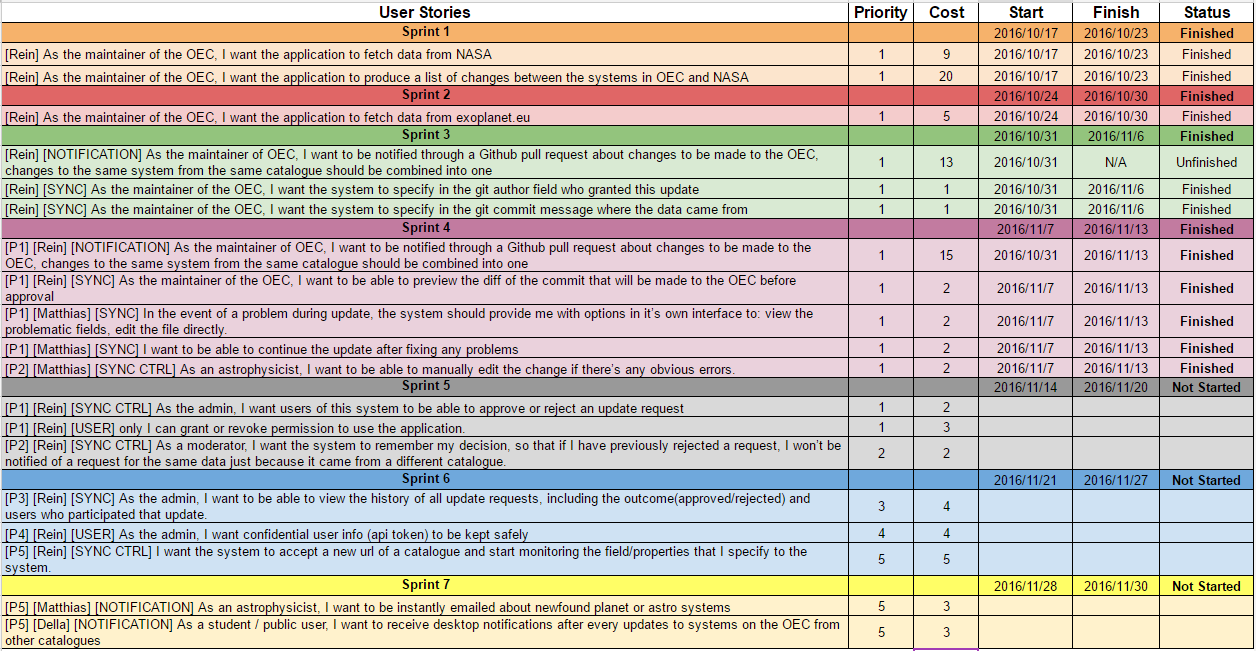 User Stories Priority Cost Start Finish Status
Sprint 1 2016/10/17 2016/10/23 Finished
[Rein] As the maintainer of the OEC, I want the application to fetch data from NASA 1 9 2016/10/17 2016/10/23 Finished
[Rein] As the maintainer of the OEC, I want the application to produce a list of changes between the systems in OEC and NASA 1 20 2016/10/17 2016/10/23 Finished
Sprint 2 2016/10/24 2016/10/30 Finished
[Rein] As the maintainer of the OEC, I want the application to fetch data from exoplanet.eu 1 5 2016/10/24 2016/10/30 Finished
Sprint 3 2016/10/31 2016/11/6 Finished
[Rein] [NOTIFICATION] As the maintainer of OEC, I want to be notified through a Github pull request about changes to be made to the OEC,
changes to the same system from the same catalogue should be combined into one 1 13 2016/10/31 N/A Unfinished
[Rein] [SYNC] As the maintainer of the OEC, I want the system to specify in the git author field who granted this update 1 1 2016/10/31 2016/11/6 Finished
[Rein] [SYNC] As the maintainer of the OEC, I want the system to specify in the git commit message where the data came from 1 1 2016/10/31 2016/11/6 Finished
Sprint 4 2016/11/7 2016/11/13 Finished
[P1] [Rein] [NOTIFICATION] As the maintainer of OEC, I want to be notified through a Github pull request about changes to be made to the
OEC, changes to the same system from the same catalogue should be combined into one 1 15 2016/10/31 2016/11/13 Finished
[P1] [Rein] [SYNC] As the maintainer of the OEC, I want to be able to preview the diff of the commit that will be made to the OEC before
approval 1 2 2016/11/7 2016/11/13 Finished
[P1] [Matthias] [SYNC] In the event of a problem during update, the system should provide me with options in it's own interface to: view the
problematic fields, edit the file directly. 1 2 2016/11/7 2016/11/13 Finished
[P1] [Matthias] [SYNC] I want to be able to continue the update after fixing any problems 1 2 2016/11/7 2016/11/13 Finished
[P2] [Matthias] [SYNC CTRL] As an astrophysicist, I want to be able to manually edit the change if there's any obvious errors. 1 2 2016/11/7 2016/11/13 Finished
Sprint 5 2016/11/14 2016/11/20 Not Started
[P1] [Rein] [SYNC CTRL] As the admin, I want users of this system to be able to approve or reject an update request 1 2
[P1] [Rein] [USER] only I can grant or revoke permission to use the application. 1 3
[P2] [Rein] [SYNC CTRL] As a moderator, I want the system to remember my decision, so that if I have previously rejected a request, I won't be
notified of a request for the same data just because it came from a different catalogue. 2 2
Sprint 6 2016/11/21 2016/11/27 Not Started
[P3] [Rein] [SYNC] As the admin, I want to be able to view the history of all update requests, including the outcome(approved/rejected) and
users who participated that update. 3 4
[P4] [Rein] [USER] As the admin, I want confidential user info (api token) to be kept safely 4 4
[P5] [Rein] [SYNC CTRL] I want the system to accept a new url of a catalogue and start monitoring the field/properties that I specify to the
system. 5 5
Sprint 7 2016/11/28 2016/11/30 Not Started
[P5] [Matthias] [NOTIFICATION] As an astrophysicist, I want to be instantly emailed about newfound planet or astro systems 5 3
[P5] [Della] [NOTIFICATION] As a student / public user, I want to receive desktop notifications after every updates to systems on the OEC from
other catalogues 5 3